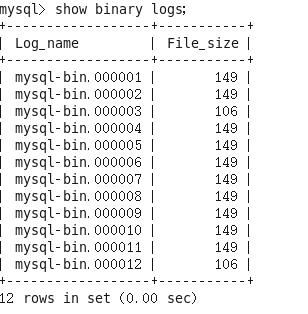 mysql> show binary logs;
+------------------+-----------+
| Log_name         | File_size |
+------------------+-----------+
| mysql-bin.000001 |       149 |
| mysql-bin.000002 |       149 |
| mysql-bin.000003 |       106 |
| mysql-bin.000004 |       149 |
| mysql-bin.000005 |       149 |
| mysql-bin.000006 |       149 |
| mysql-bin.000007 |       149 |
| mysql-bin.000008 |       149 |
| mysql-bin.000009 |       149 |
| mysql-bin.000010 |       149 |
| mysql-bin.000011 |       149 |
| mysql-bin.000012 |       106 |
+------------------+-----------+
12 rows in set (0.00 sec)